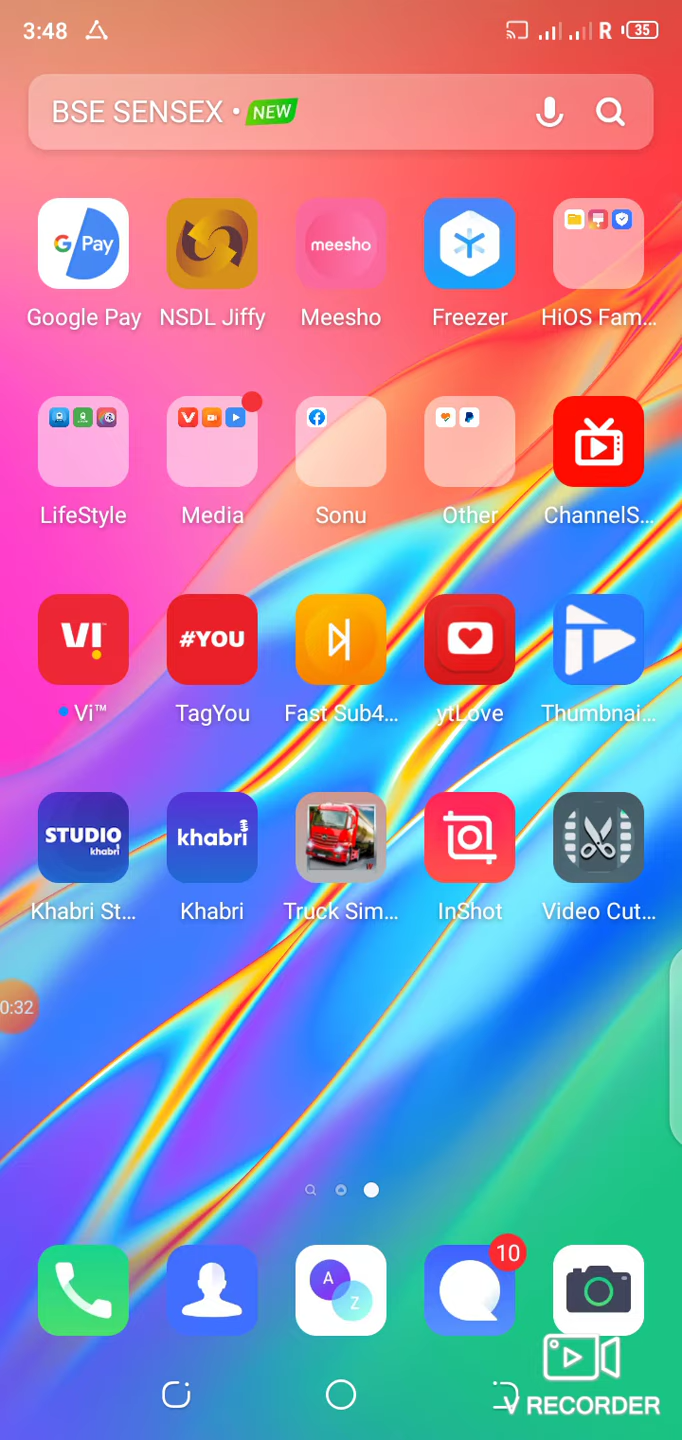 3:48 R 35
BSE SENSEX • NEW
G Pay meesho
Google Pay NSDL Jiffy Meesho Freezer HiOS Fam...
LifeStyle Media Sonu Other ChannelS...
VI #YOU
Vi™ TagYou Fast Sub4... ytLove Thumbnai...
STUDIO khabri khabri
Khabri St... Khabri Truck Sim... InShot Video Cut...
0:32
10
A Z
V RECORDER